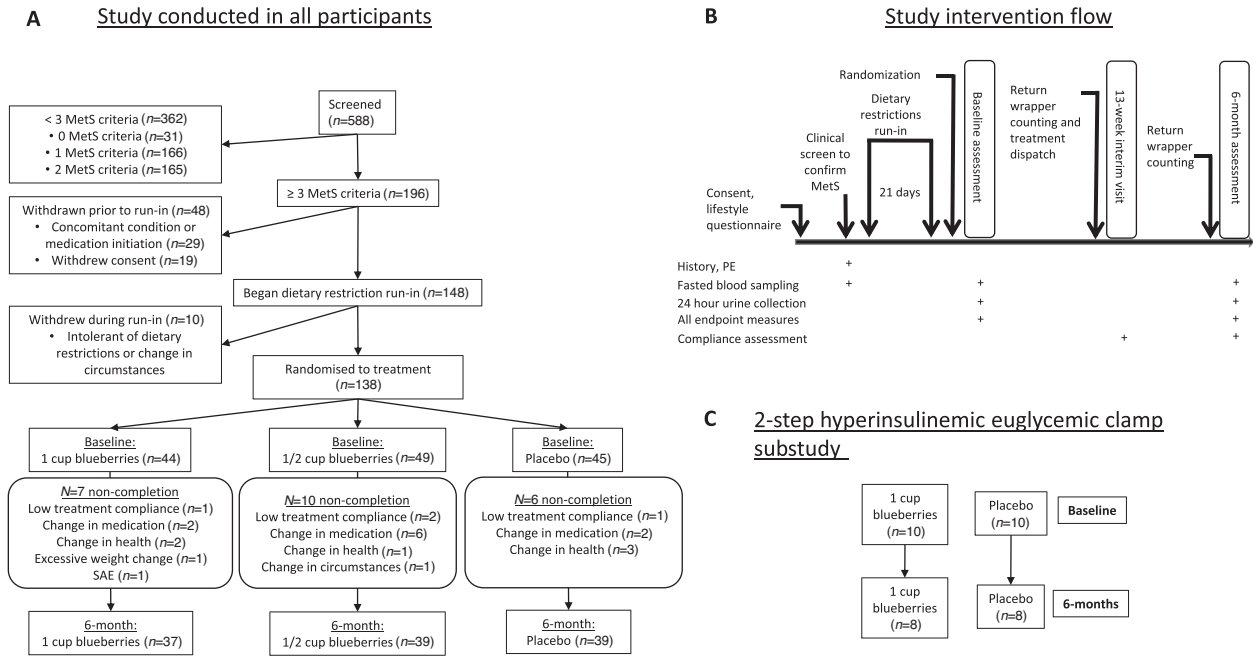 A
Study conducted in all participants
Screened
(n=588)
< 3 MetS criteria (n=362)
• 0 MetS criteria (n=31)
• 1 MetS criteria (n=166)
• 2 MetS criteria (n=165)
≥ 3 MetS criteria (n=196)
Withdrawn prior to run-in (n=48)
• Concomitant condition or
medication initiation (n=29)
• Withdrew consent (n=19)
Began dietary restriction run-in (n=148)
Withdrew during run-in (n=10)
• Intolerant of dietary
restrictions or change in
circumstances
Randomised to treatment
(n=138)
Baseline:
1 cup blueberries (n=44)
Baseline:
1/2 cup blueberries (n=49)
Baseline:
Placebo (n=45)
N=7 non-completion
Low treatment compliance (n=1)
Change in medication (n=2)
Change in health (n=2)
Excessive weight change (n=1)
SAE (n=1)
N=10 non-completion
Low treatment compliance (n=2)
Change in medication (n=6)
Change in health (n=1)
Change in circumstances (n=1)
N=6 non-completion
Low treatment compliance (n=1)
Change in medication (n=2)
Change in health (n=3)
6-month:
1 cup blueberries (n=37)
6-month:
1/2 cup blueberries (n=39)
6-month:
Placebo (n=39)
B
Study intervention flow
Consent,
lifestyle
questionnaire
Clinical
screen to
confirm
MetS
Dietary
restrictions
run-in
21 days
Randomization
Baseline assessment
Return
wrapper
counting and
treatment
dispatch
13-week interim visit
Return
wrapper
counting
6-month assessment
History, PE +
Fasted blood sampling + + +
24 hour urine collection + +
All endpoint measures + +
Compliance assessment + +
C
2-step hyperinsulinemic euglycemic clamp
substudy
1 cup
blueberries
(n=10)
Placebo
(n=10)
Baseline
1 cup
blueberries
(n=8)
Placebo
(n=8)
6-months